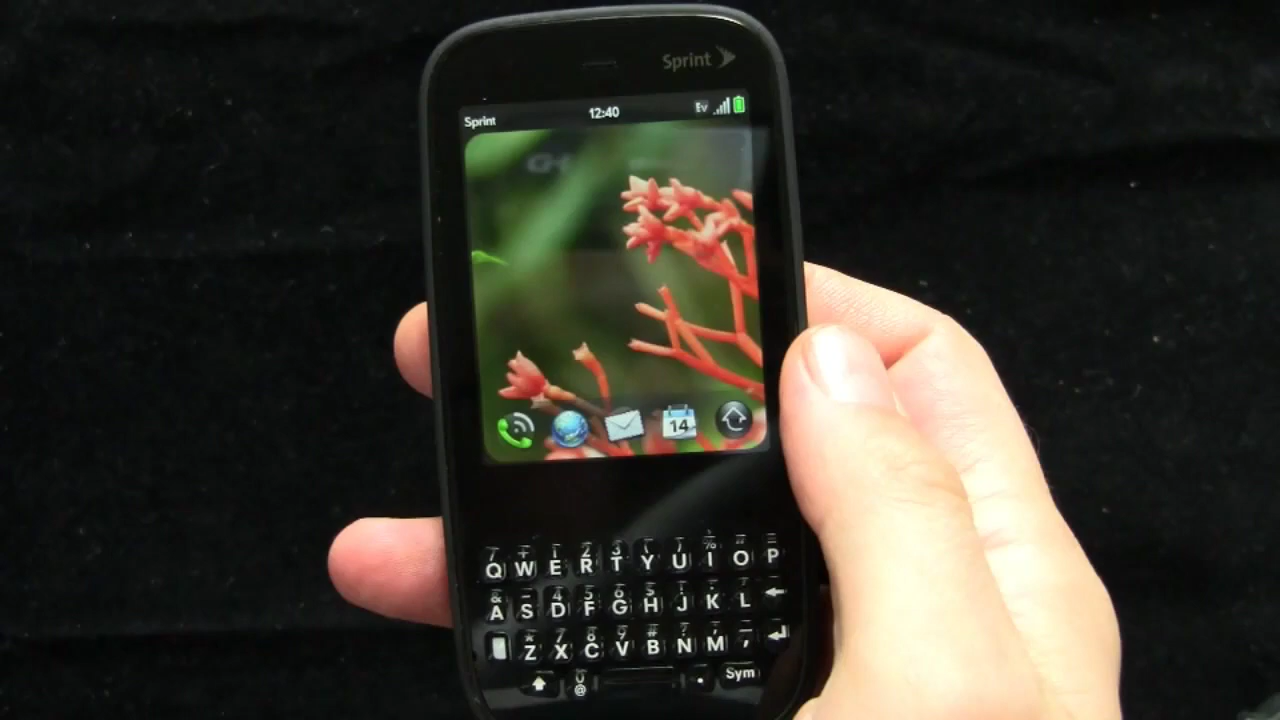 Sprint
Sprint 12:40 Ev
14
Q W E R T Y U I O P
&
A S D F G H J K L
Z X C V B N M ,
@ . Sym